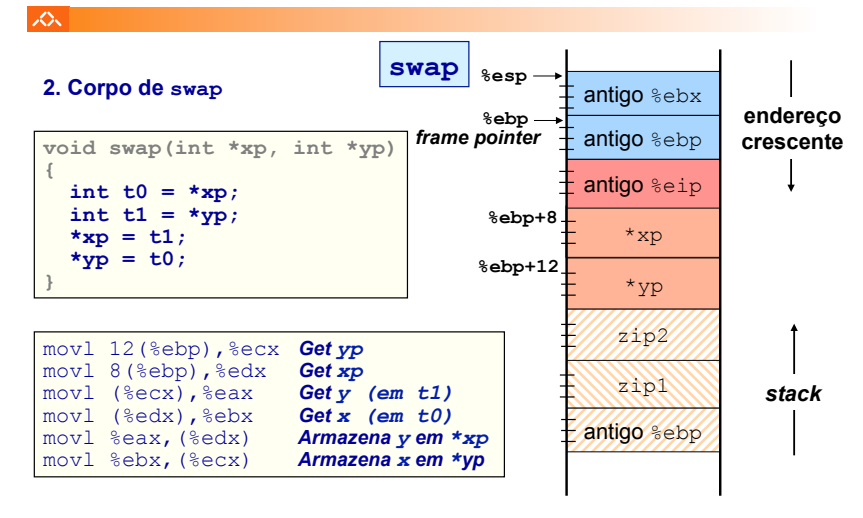 swap
2. Corpo de swap
void swap(int *xp, int *yp)
{
int t0 = *xp;
int t1 = *yp;
*xp = t1;
*yp = t0;
}
movl 12(%ebp),%ecx Get yp
movl 8(%ebp),%edx Get xp
movl (%ecx),%eax Get y (em t1)
movl (%edx),%ebx Get x (em t0)
movl %eax,(%edx) Armazena y em *xp
movl %ebx,(%ecx) Armazena x em *yp
%esp
%ebp
frame pointer
%ebp+8
%ebp+12
antigo %ebx
antigo %ebp
antigo %eip
*xp
*yp
zip2
zip1
antigo %ebp
endereço
crescente
stack